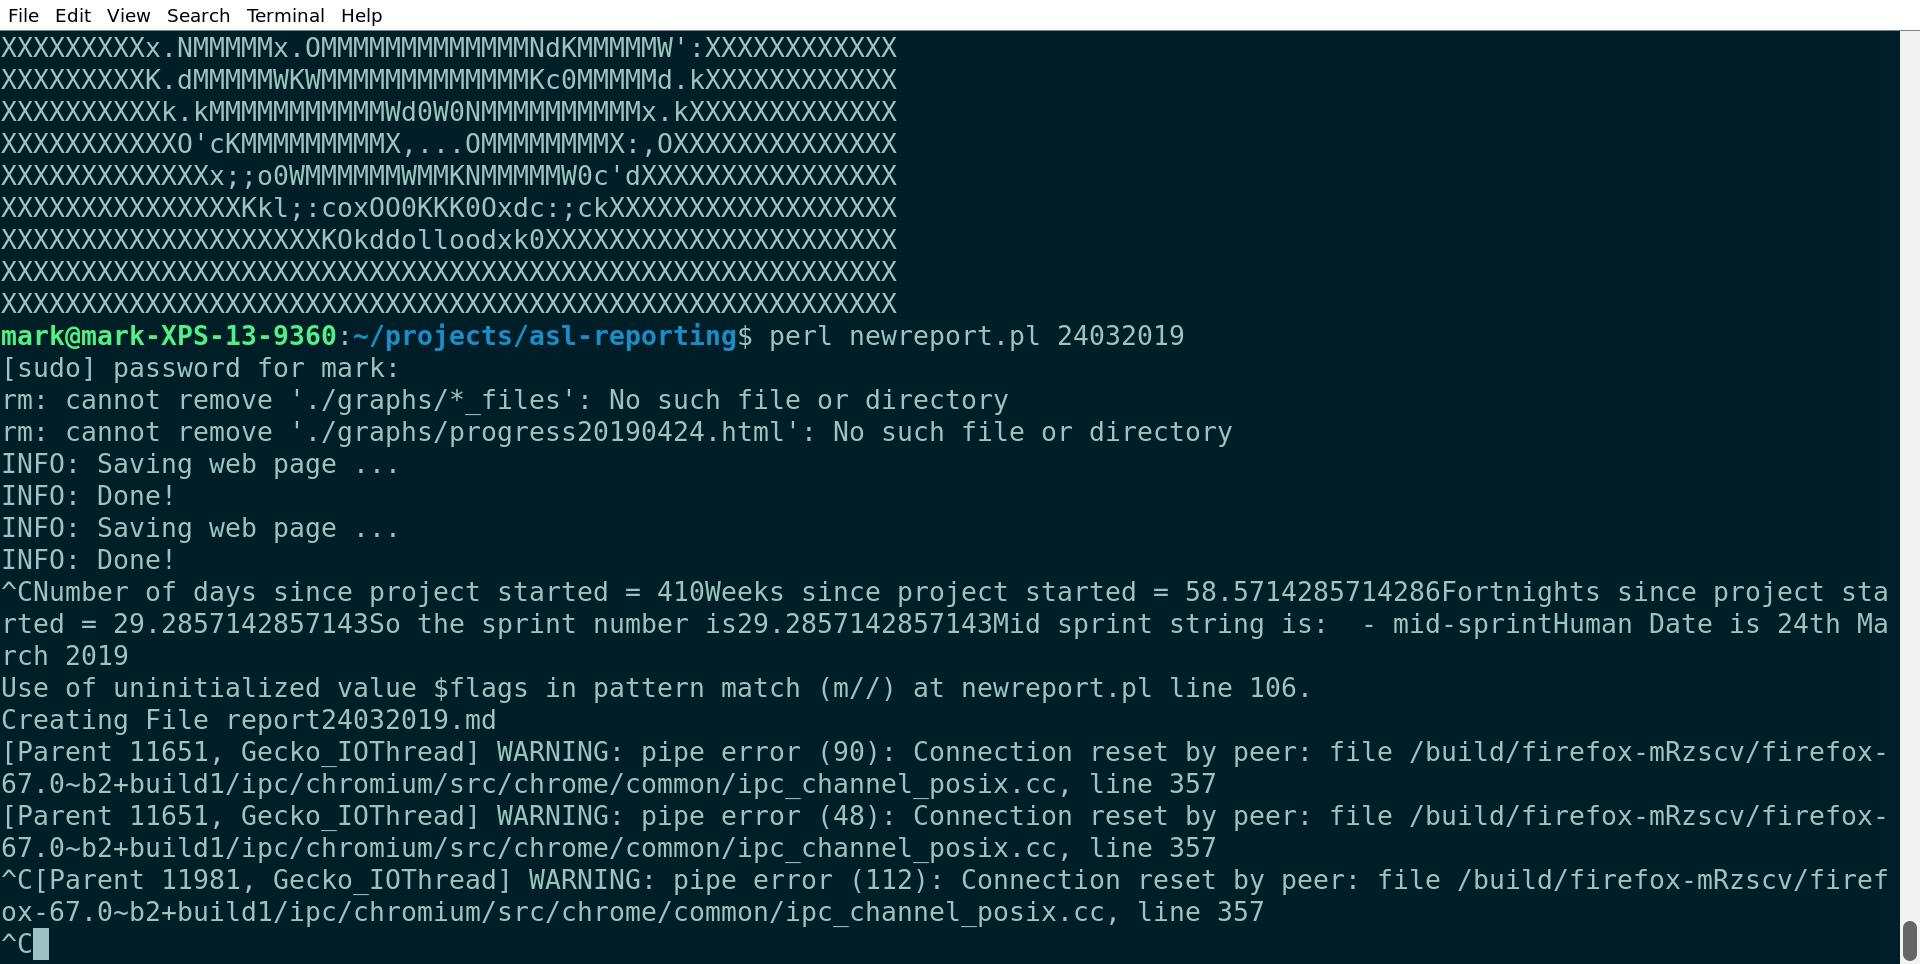 File Edit View Search Terminal Help
XXXXXXXXXx.NMMMMMx.OMMMMMMMMMMMMMNdKMMMMMW':XXXXXXXXXXXX
XXXXXXXXXK.dMMMMMWKWMMMMMMMMMMMMMKc0MMMMMd.kXXXXXXXXXXXX
XXXXXXXXXXk.kMMMMMMMMMMMWd0W0NMMMMMMMMMMx.kXXXXXXXXXXXXX
XXXXXXXXXXXO'cKMMMMMMMMMX,...OMMMMMMMMX:,OXXXXXXXXXXXXXX
XXXXXXXXXXXXXx;;o0WMMMMMMWMMKNMMMMMW0c'dXXXXXXXXXXXXXXXX
XXXXXXXXXXXXXXXKkl;:coxOO0KKK0Oxdc:;ckXXXXXXXXXXXXXXXXXX
XXXXXXXXXXXXXXXXXXXXKOkddolloodxk0XXXXXXXXXXXXXXXXXXXXXX
XXXXXXXXXXXXXXXXXXXXXXXXXXXXXXXXXXXXXXXXXXXXXXXXXXXXXXXX
XXXXXXXXXXXXXXXXXXXXXXXXXXXXXXXXXXXXXXXXXXXXXXXXXXXXXXXX
mark@mark-XPS-13-9360:~/projects/asl-reporting$ perl newreport.pl 24032019
[sudo] password for mark:
rm: cannot remove './graphs/*_files': No such file or directory
rm: cannot remove './graphs/progress20190424.html': No such file or directory
INFO: Saving web page ...
INFO: Done!
INFO: Saving web page ...
INFO: Done!
^CNumber of days since project started = 410Weeks since project started = 58.5714285714286Fortnights since project sta
rted = 29.2857142857143So the sprint number is29.2857142857143Mid sprint string is:  - mid-sprintHuman Date is 24th Ma
rch 2019
Use of uninitialized value $flags in pattern match (m//) at newreport.pl line 106.
Creating File report24032019.md
[Parent 11651, Gecko_IOThread] WARNING: pipe error (90): Connection reset by peer: file /build/firefox-mRzscv/firefox-
67.0~b2+build1/ipc/chromium/src/chrome/common/ipc_channel_posix.cc, line 357
[Parent 11651, Gecko_IOThread] WARNING: pipe error (48): Connection reset by peer: file /build/firefox-mRzscv/firefox-
67.0~b2+build1/ipc/chromium/src/chrome/common/ipc_channel_posix.cc, line 357
^C[Parent 11981, Gecko_IOThread] WARNING: pipe error (112): Connection reset by peer: file /build/firefox-mRzscv/firef
ox-67.0~b2+build1/ipc/chromium/src/chrome/common/ipc_channel_posix.cc, line 357
^C